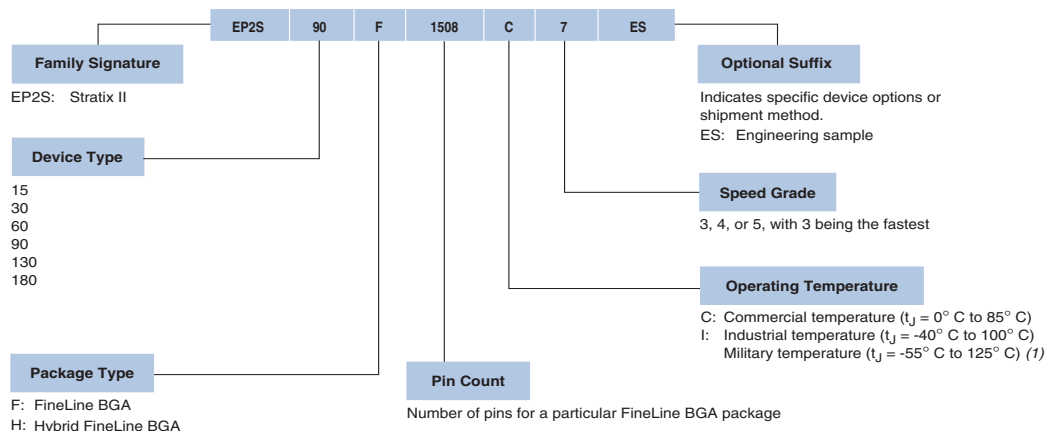 EP2S 90 F 1508 C 7 ES
Family Signature
EP2S: Stratix II
Device Type
15
30
60
90
130
180
Package Type
F: FineLine BGA
H: Hybrid FineLine BGA
Pin Count
Number of pins for a particular FineLine BGA package
Optional Suffix
Indicates specific device options or
shipment method.
ES: Engineering sample
Speed Grade
3, 4, or 5, with 3 being the fastest
Operating Temperature
C: Commercial temperature (tJ = 0° C to 85° C)
I: Industrial temperature (tJ = -40° C to 100° C)
Military temperature (tJ = -55° C to 125° C) (1)